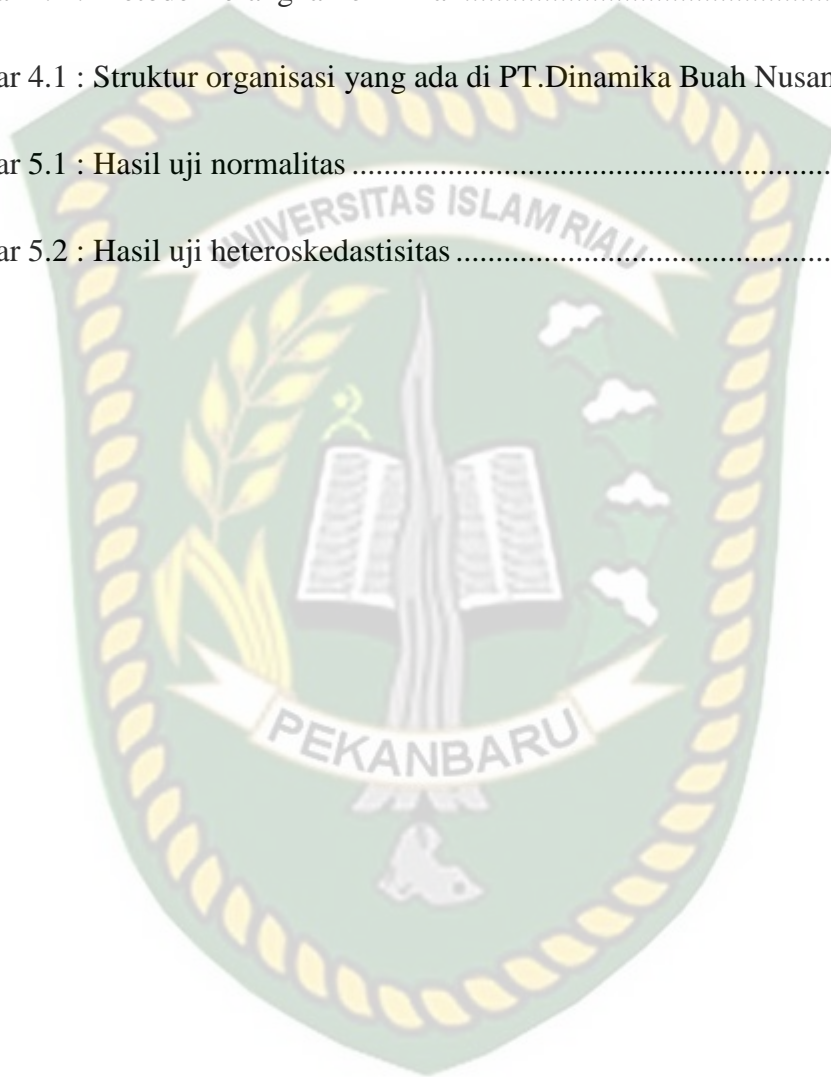 ar 4.1 : Struktur organisasi yang ada di PT.Dinamika Buah Nusan
ar 5.1 : Hasil uji normalitas ............................................................
ar 5.2 : Hasil uji heteroskedastisitas ...............................................
UNIVERSITAS ISLAM RIAU
PEKANBARU